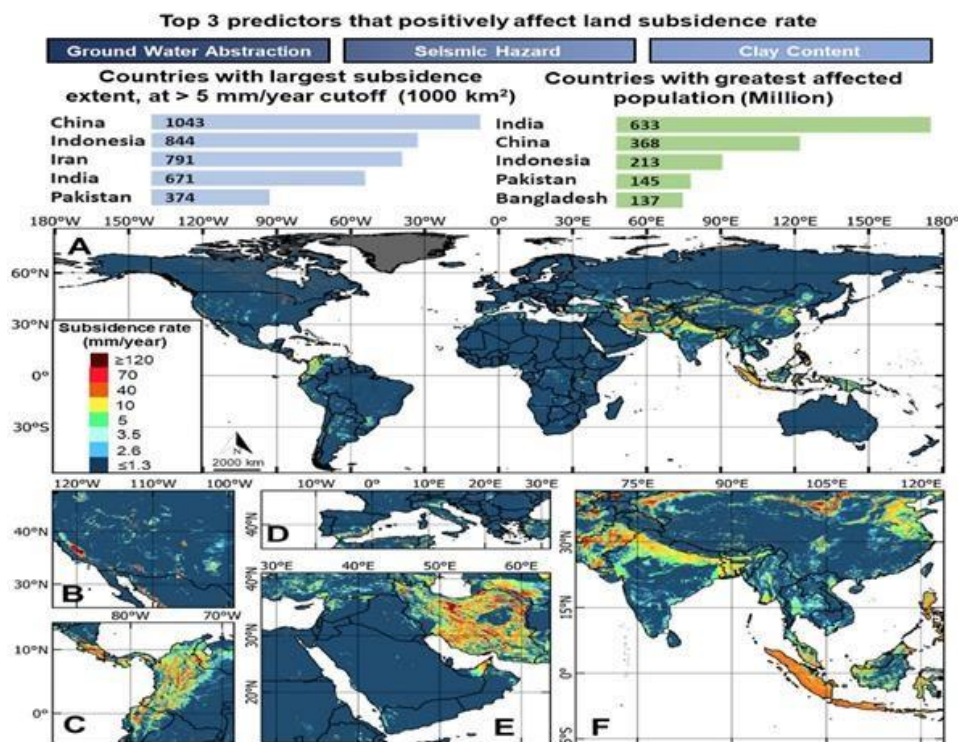 Top 3 predictors that positively affect land subsidence rate
Ground Water Abstraction
Seismic Hazard
Clay Content
Countries with largest subsidence
extent, at > 5 mm/year cutoff (1000 km²)
China 1043
Indonesia 844
Iran 791
India 671
Pakistan 374
Countries with greatest affected
population (Million)
India 633
China 368
Indonesia 213
Pakistan 145
Bangladesh 137
180°W 150°W 120°W 90°W 60°W 30°W 0° 30°E 60°E 90°E 120°E 150°E 180°
A
60°N
30°N
0°
30°S
Subsidence rate
(mm/year)
≥120
70
40
10
5
3.5
2.6
≤1.3
N
2000 km
120°W 110°W 100°W
40°N
30°N
B
80°W 70°W
10°N
0°
C
10°W 0° 10°E 20°E 30°E
40°N
40°N
D
30°E 40°E 50°E 60°E
40°N
30°N
20°N
E
75°E 90°E 105°E 120°E
30°N
15°N
0°
F